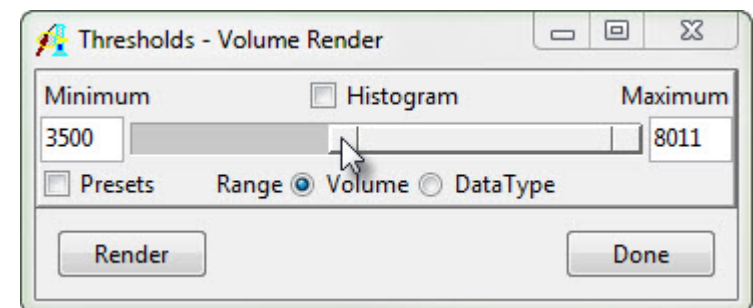 Thresholds - Volume Render
Minimum Histogram Maximum
3500 8011
Presets Range Volume DataType
Render Done